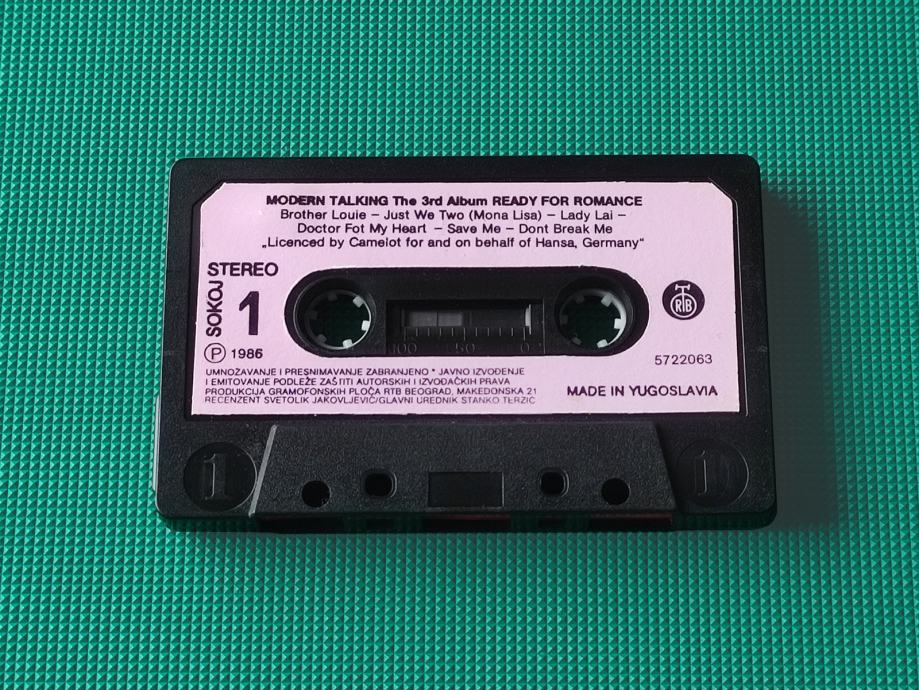 MODERN TALKING The 3rd Album READY FOR ROMANCE
Brother Louie – Just We Two (Mona Lisa) – Lady Lai –
Doctor Fot My Heart – Save Me – Dont Break Me
„Licenced by Camelot for and on behalf of Hansa, Germany“
STEREO
SOKOJ
1
RTB
100 50 0
Ⓟ 1986
5722063
UMNOŽAVANJE I PRESNIMAVANJE ZABRANJENO * JAVNO IZVOĐENJE
I EMITOVANJE PODLEŽE ZAŠTITI AUTORSKIH I IZVOĐAČKIH PRAVA
PRODUKCIJA GRAMOFONSKIH PLOČA RTB BEOGRAD, MAKEDONSKA 21
RECENZENT SVETOLIK JAKOVLJEVIĆ/GLAVNI UREDNIK STANKO TERZIĆ
MADE IN YUGOSLAVIA
1
1